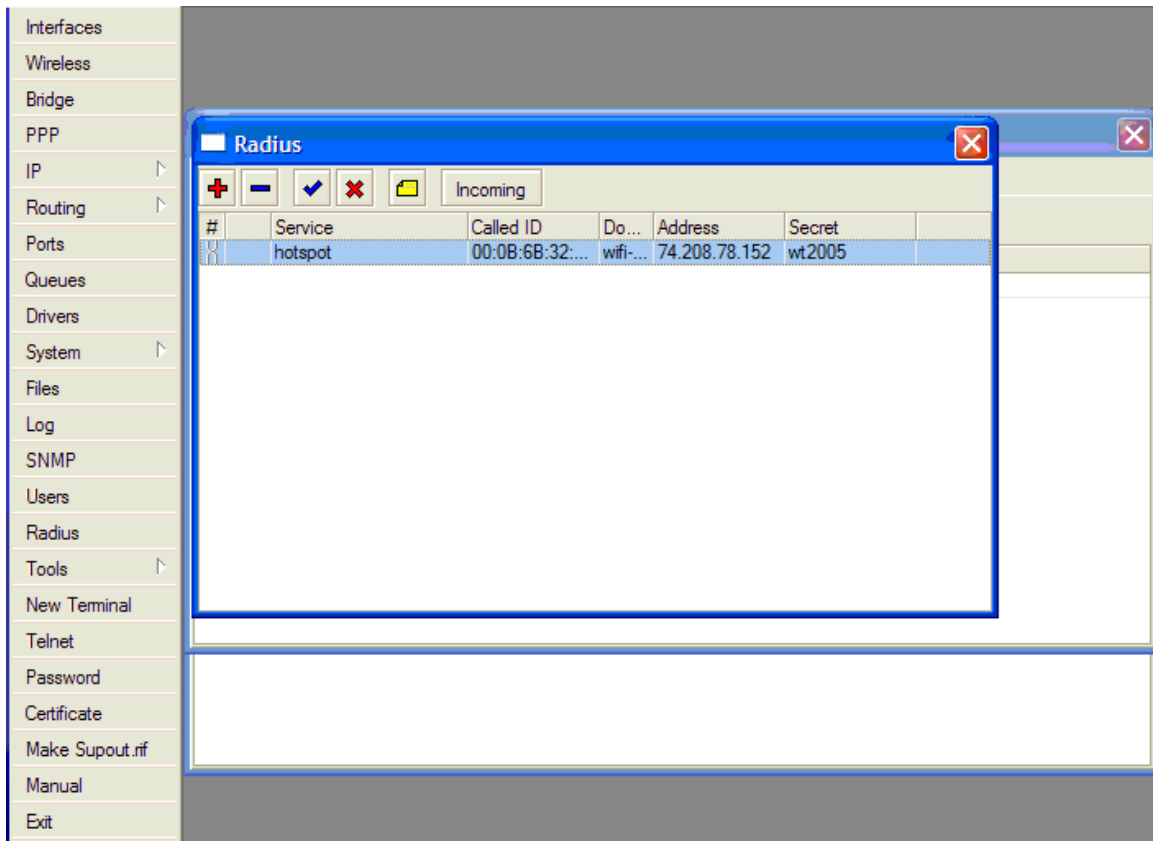 Interfaces
Wireless
Bridge
PPP
IP
Routing
Ports
Queues
Drivers
System
Files
Log
SNMP
Users
Radius
Tools
New Terminal
Telnet
Password
Certificate
Make Supout.rif
Manual
Exit
Radius
Incoming
# Service Called ID Do... Address Secret
hotspot 00:0B:6B:32:... wifi-... 74.208.78.152 wt2005